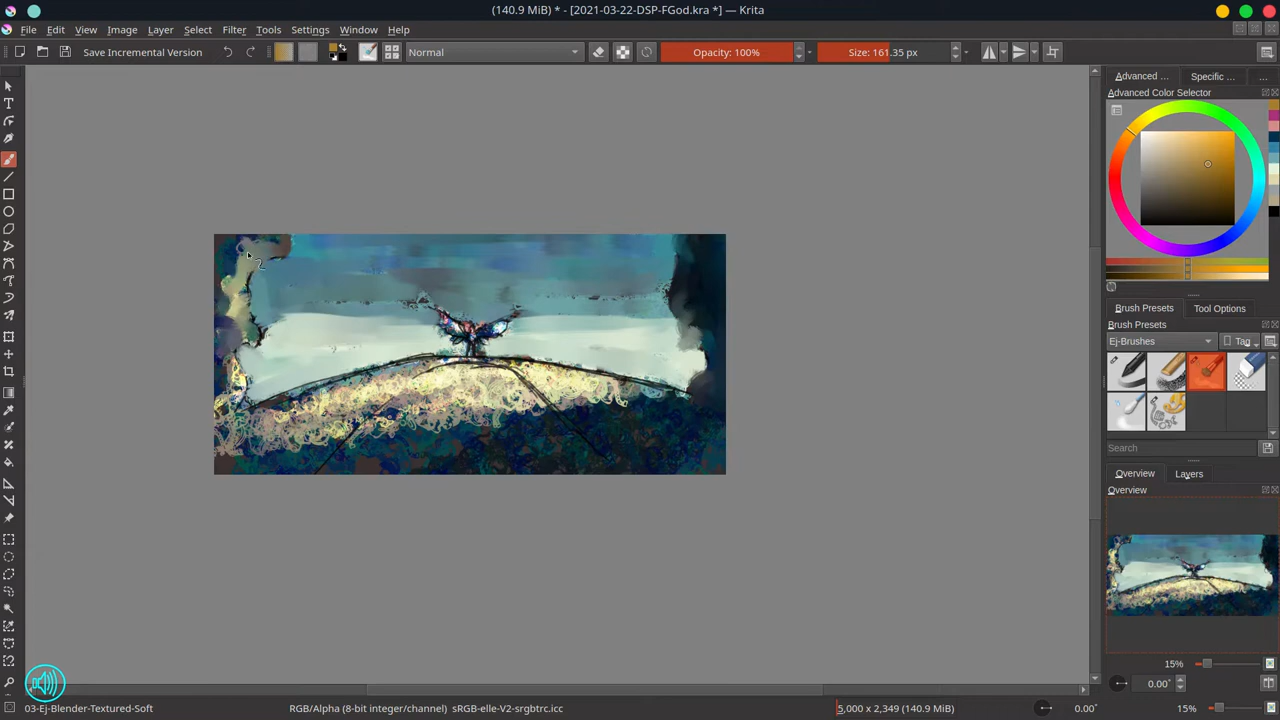 (140.9 MiB) * - [2021-03-22-DSP-FGod.kra *] — Krita
File Edit View Image Layer Select Filter Tools Settings Window Help
Save Incremental Version
Normal
Opacity: 100%
Size: 161.35 px
Advanced ...
Specific ...
...
Advanced Color Selector
Brush Presets
Tool Options
Brush Presets
Ej-Brushes
Tag
Search
Overview
Layers
Overview
15%
0.00°
03-Ej-Blender-Textured-Soft
RGB/Alpha (8-bit integer/channel) sRGB-elle-V2-srgbtrc.icc
5,000 x 2,349 (140.9 MiB)
0.00°
15%